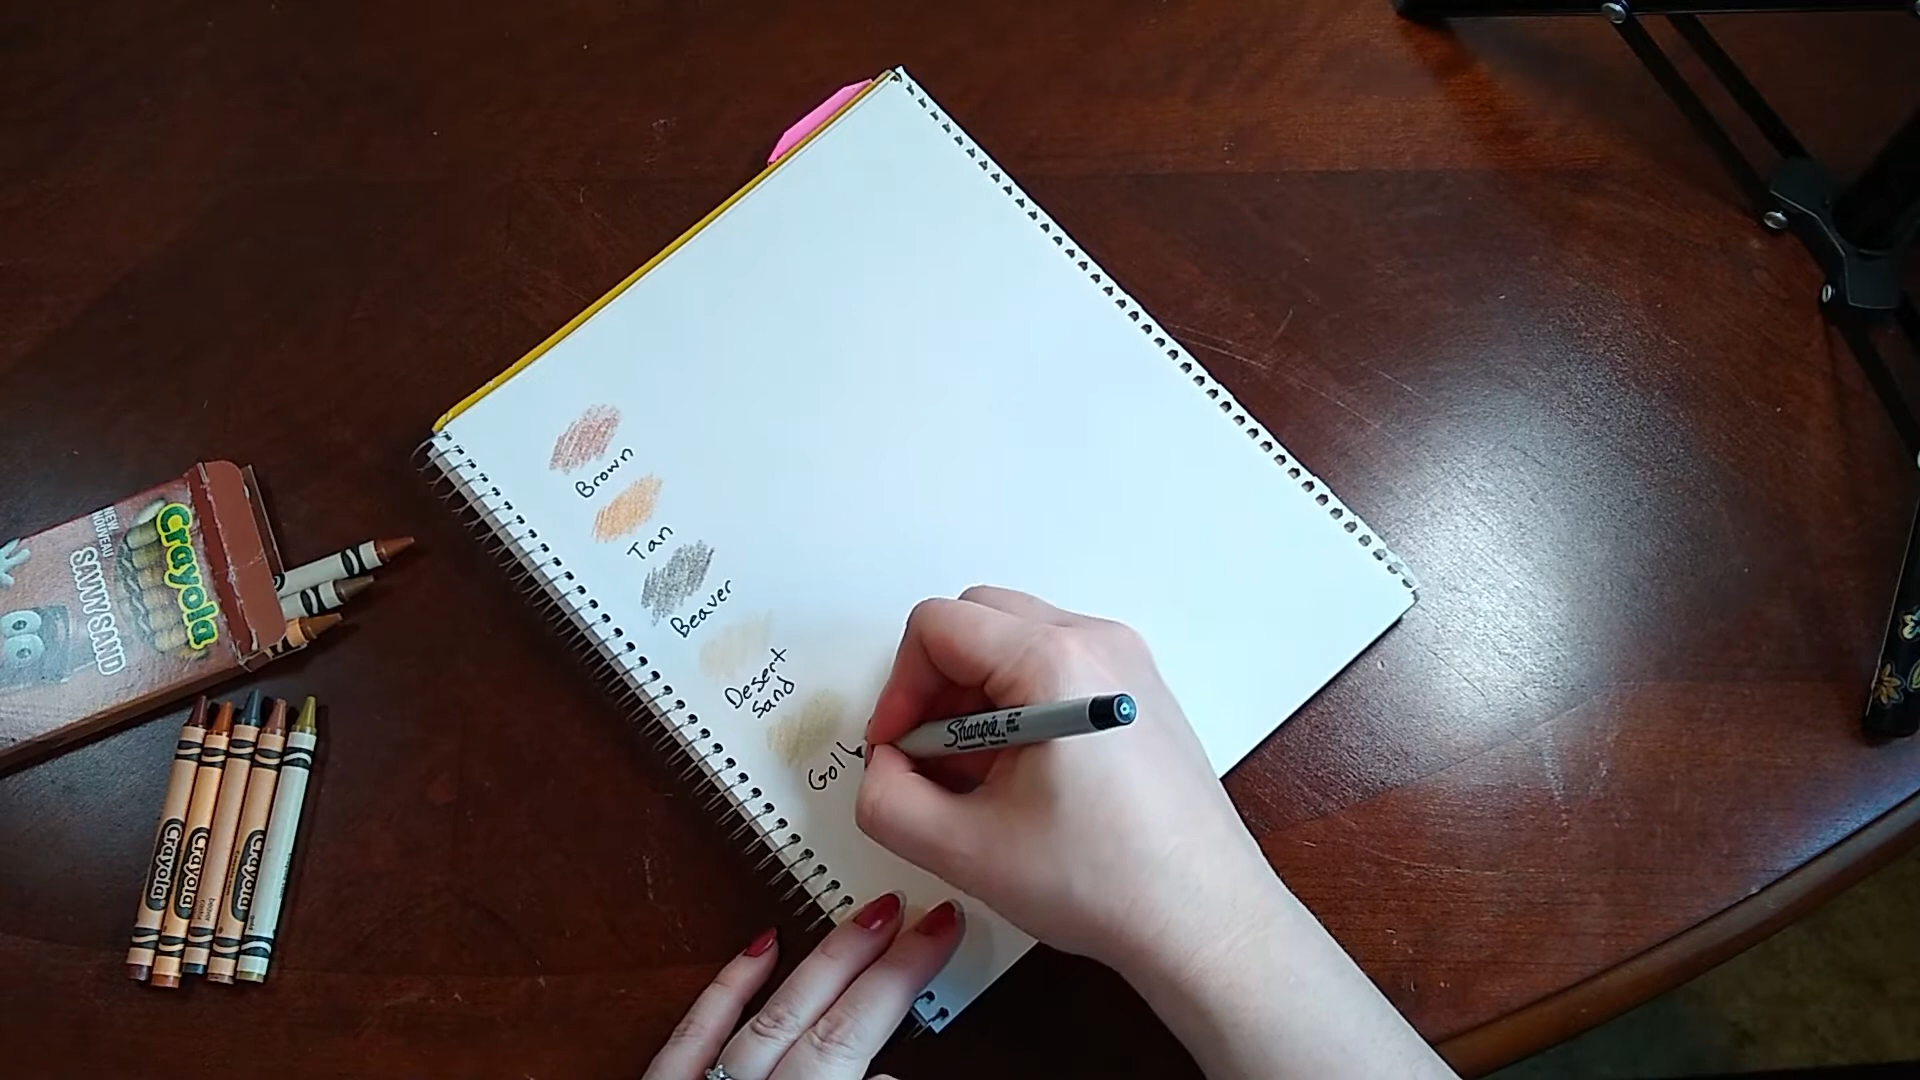 Brown
Tan
Beaver
Desert
Sand
Gol
Sharpie
Crayola
NEW
NOUVEAU
SAVVY SAND
Crayola
Crayola
Crayola